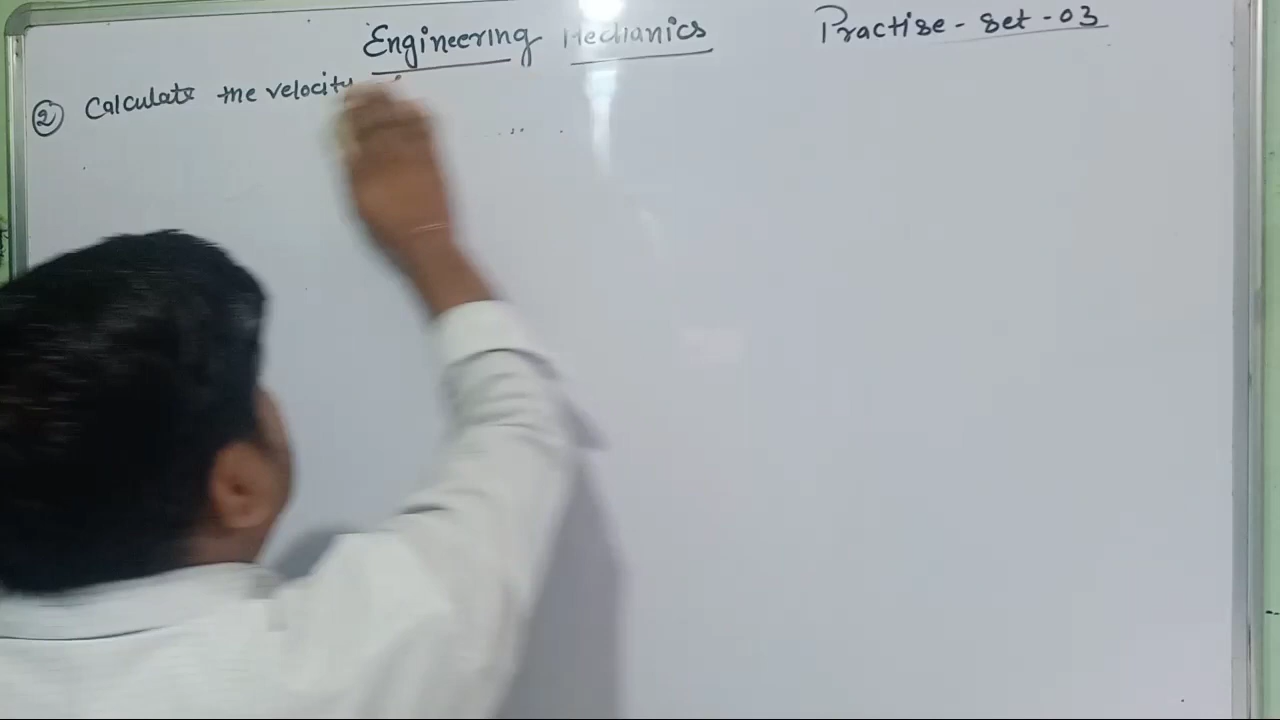 Engineering Mechanics
Practise - Set - 03
② Calculate the velocity